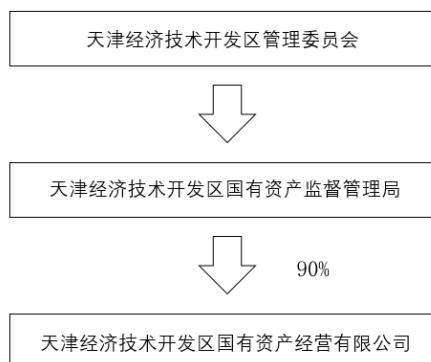 天津经济技术开发区管理委员会
天津经济技术开发区国有资产监督管理局
90%
天津经济技术开发区国有资产经营有限公司